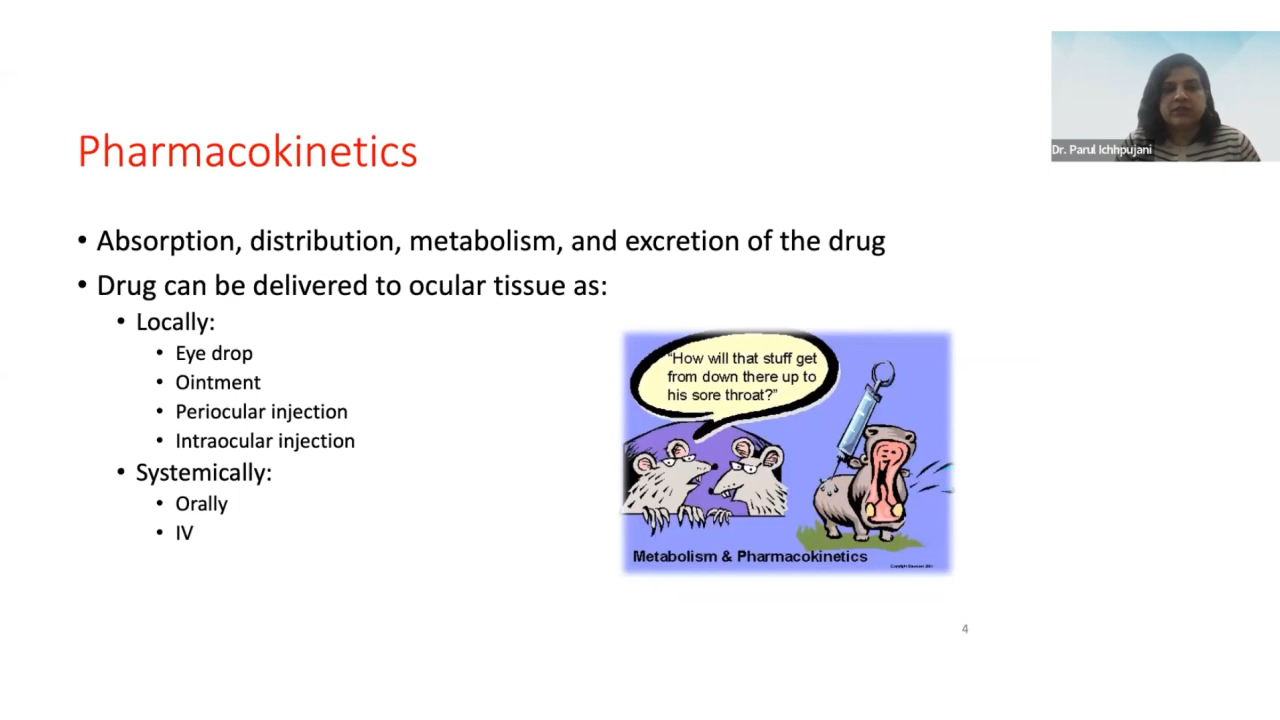 Dr. Parul Ichhpujani
Pharmacokinetics
• Absorption, distribution, metabolism, and excretion of the drug
• Drug can be delivered to ocular tissue as:
• Locally:
• Eye drop
• Ointment
• Periocular injection
• Intraocular injection
• Systemically:
• Orally
• IV
"How will that stuff get
from down there up to
his sore throat?"
Metabolism & Pharmacokinetics
4